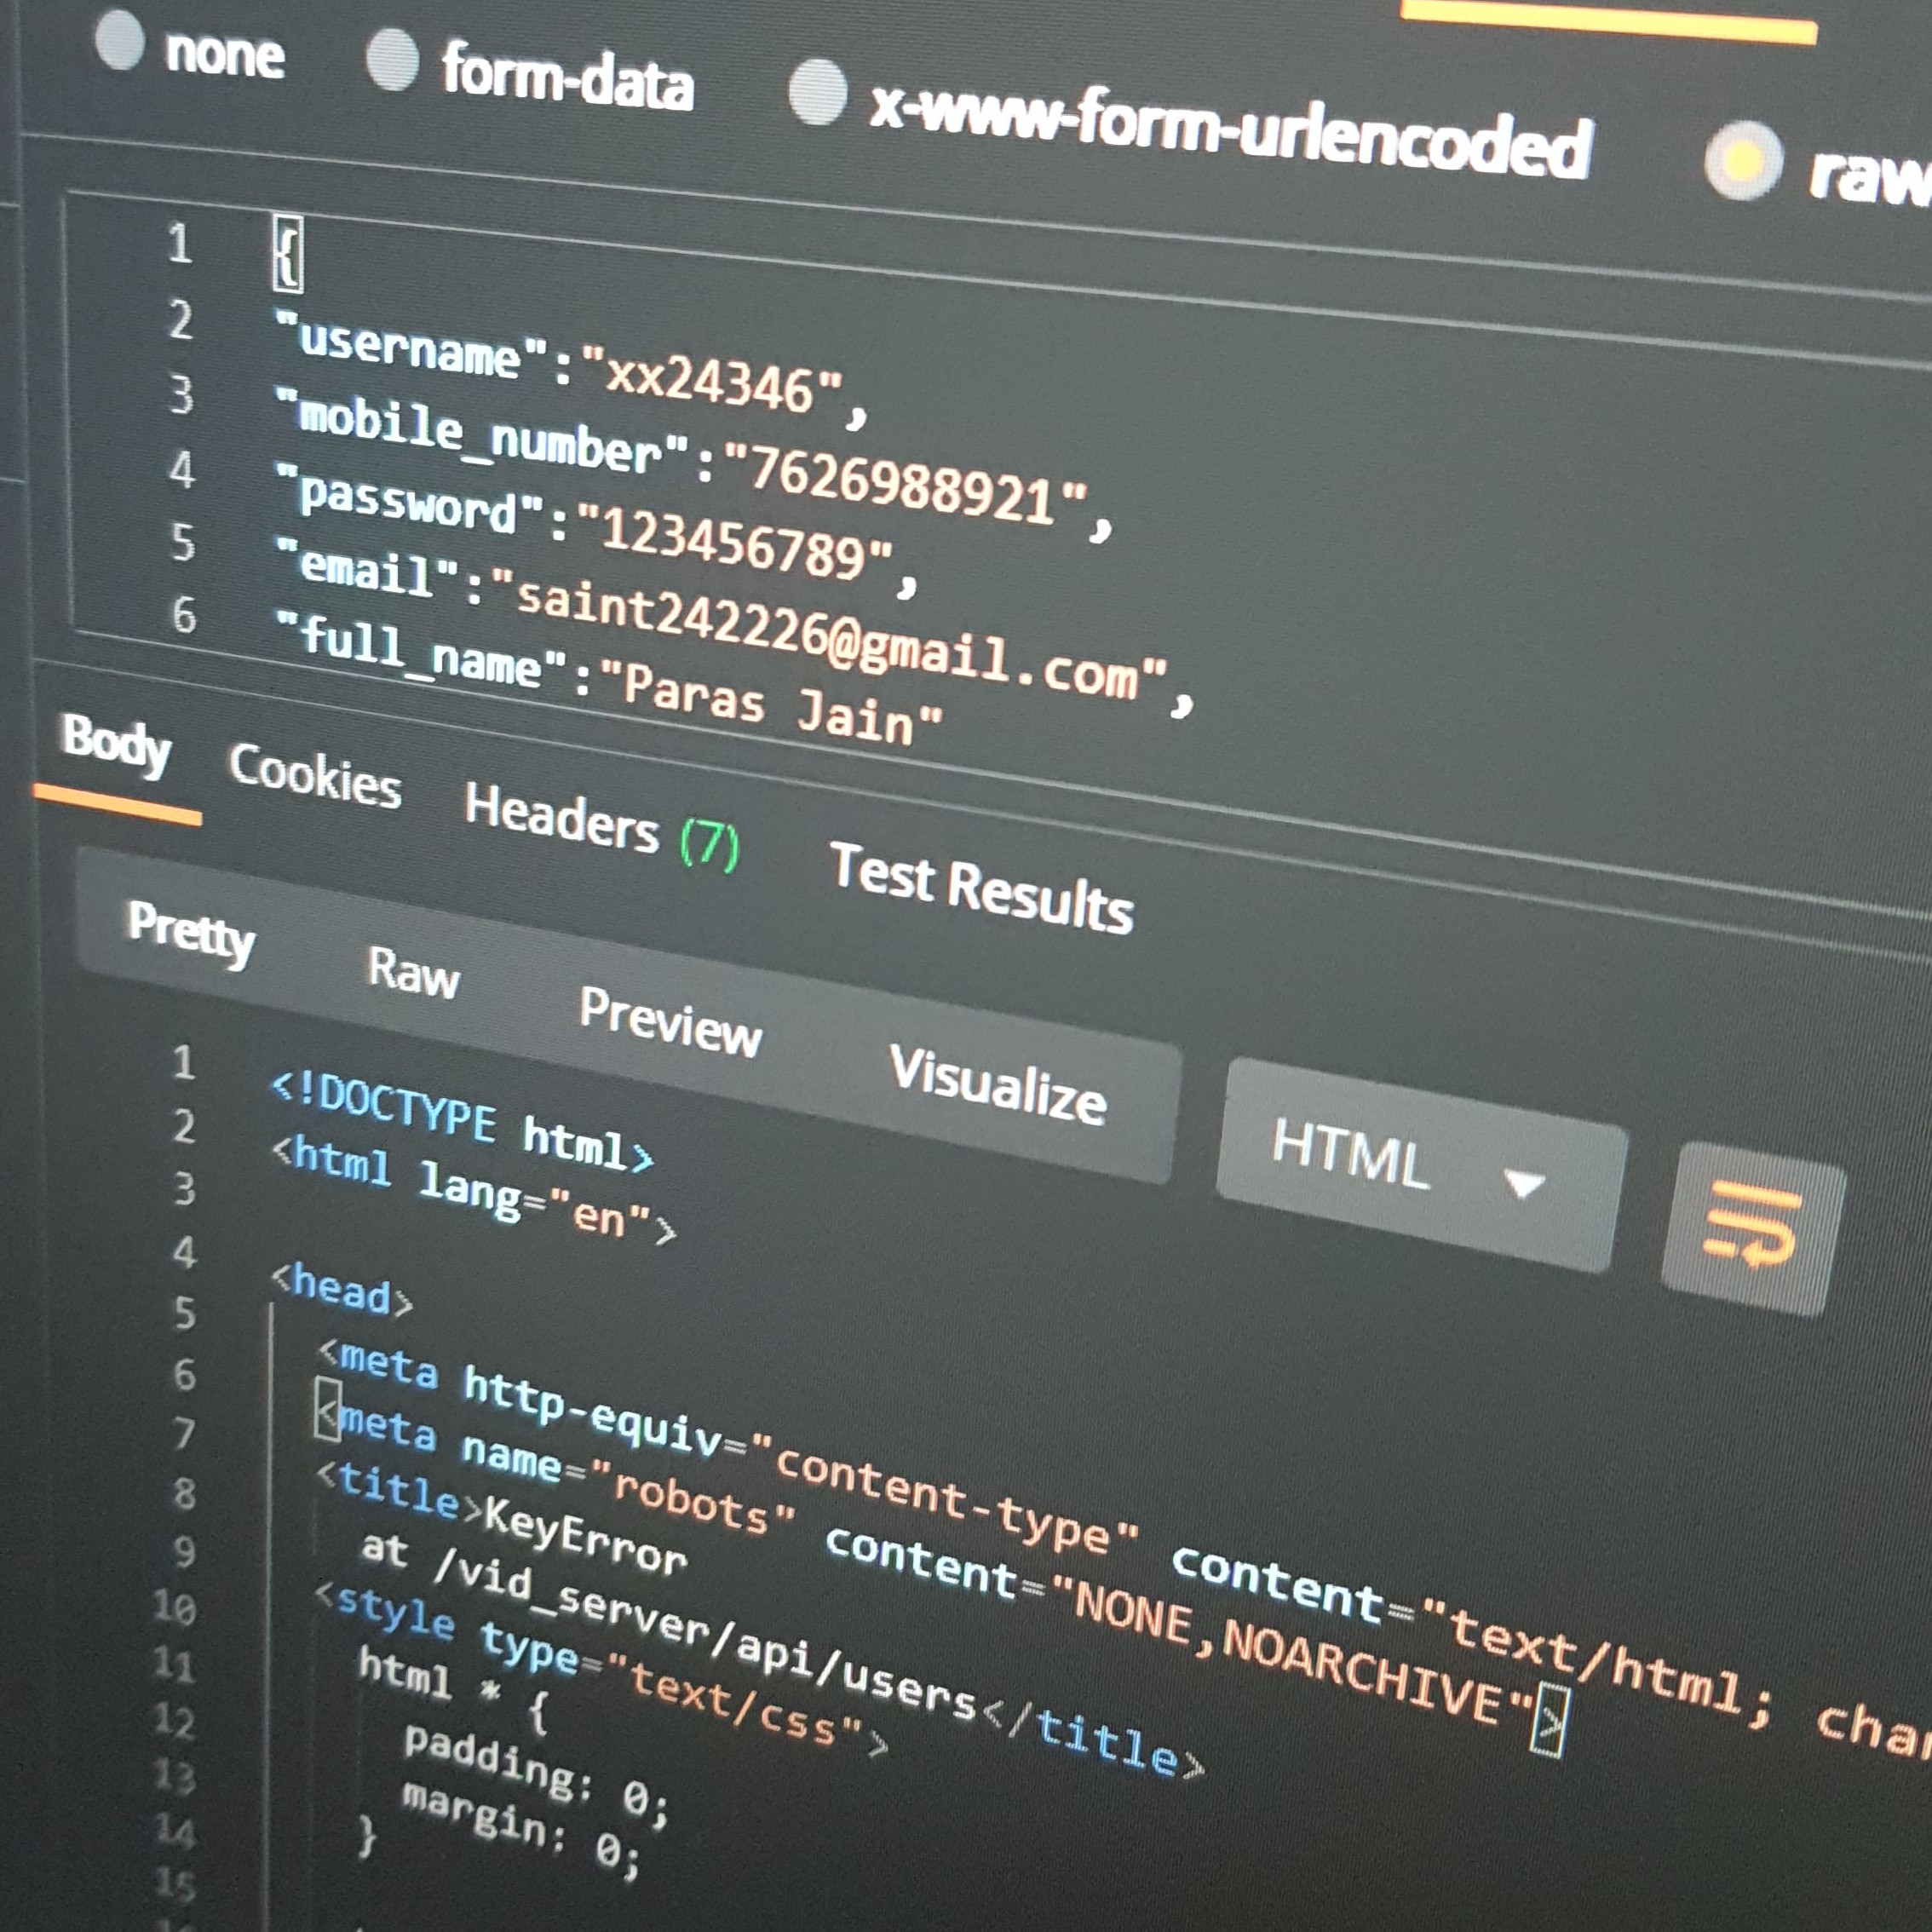 none form-data x-www-form-urlencoded raw
1 {
2 "username":"xx24346",
3 "mobile_number":"7626988921",
4 "password":"123456789",
5 "email":"saint242226@gmail.com",
6 "full_name":"Paras Jain"
Body Cookies Headers (7) Test Results
Pretty Raw Preview Visualize HTML
1 <!DOCTYPE html>
2 <html lang="en">
3
4 <head>
5 <meta http-equiv="content-type" content="text/html; char
6 <meta name="robots" content="NONE,NOARCHIVE">
7 <title>KeyError
8 at /vid_server/api/users</title>
9 <style type="text/css">
10 html * {
11 padding: 0;
12 margin: 0;
13 }
14
15